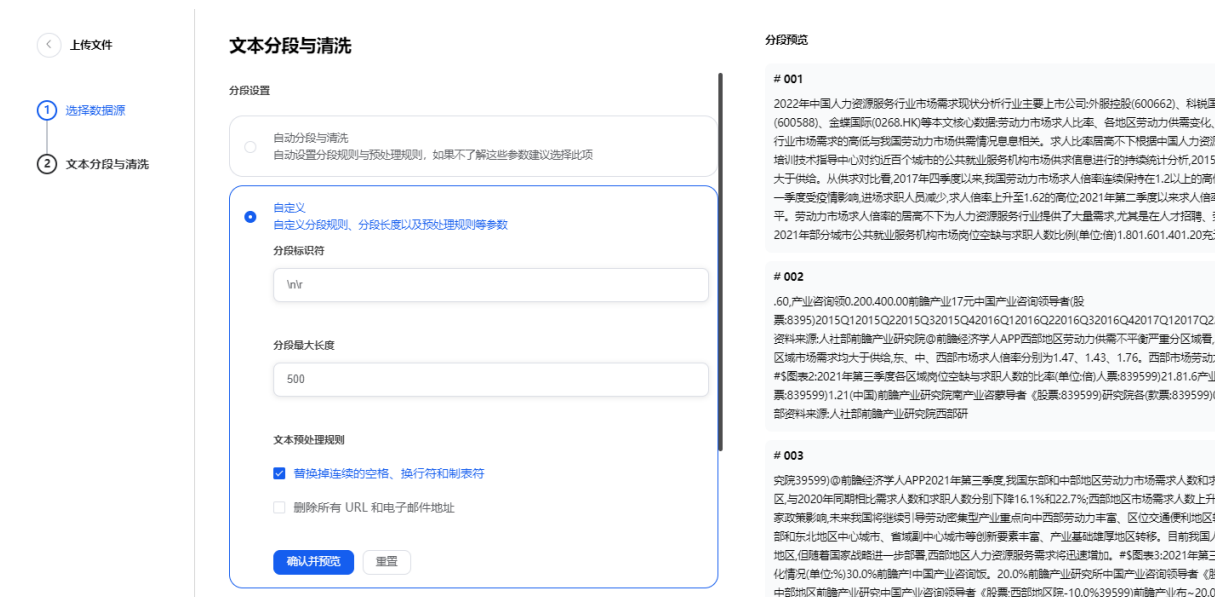 上传文件
1 选择数据源
2 文本分段与清洗
文本分段与清洗
分段设置
自动分段与清洗
自动设置分段规则与预处理规则，如果不了解这些参数建议选择此项
自定义
自定义分段规则、分段长度以及预处理规则等参数
分段标识符
\n\r
分段最大长度
500
文本预处理规则
替换掉连续的空格、换行符和制表符
删除所有 URL 和电子邮件地址
确认并预览 重置
分段预览
# 001
2022年中国人力资源服务行业市场需求现状分析行业主要上市公司:外服控股(600662)、科锐国
(600588)、金蝶国际(0268.HK)等本文核心数据:劳动力市场求人比率、各地区劳动力供需变化、
行业市场需求的高低与我国劳动力市场供需情况息息相关。求人比率居高不下根据中国人力资源
培训技术指导中心对约近百个城市的公共就业服务机构市场供求信息进行的持续统计分析,2015
大于供给。从供求对比看,2017年四季度以来,我国劳动力市场求人倍率连续保持在1.2以上的高
一季度受疫情影响,进场求职人员减少,求人倍率上升至1.62的高位;2021年第二季度以来求人倍率
平。劳动力市场求人倍率的居高不下为人力资源服务行业提供了大量需求,尤其是在人才招聘、
2021年部分城市公共就业服务机构市场岗位空缺与求职人数比例(单位:倍)1.801.601.401.20充
# 002
.60,产业咨询领0.200.400.00前瞻产业17元中国产业咨询领导者(股
票:8395)2015Q12015Q22015Q32015Q42016Q12016Q22016Q32016Q42017Q12017Q2
资料来源:人社部前瞻产业研究院@前瞻经济学人APP西部地区劳动力供需不平衡严重分区域看,
区域市场需求均大于供给,东、中、西部市场求人倍率分别为1.47、1.43、1.76。西部市场劳动
#$图表2:2021年第三季度各区域岗位空缺与求职人数的比率(单位:倍)人票:839599)21.81.6产业
票:839599)1.21(中国)前瞻产业研究院南产业咨蒙导者《股票:839599)研究院各(款票:839599)
部资料来源:人社部前瞻产业研究院西部研
# 003
究院39599)@前瞻经济学人APP2021年第三季度,我国东部和中部地区劳动力市场需求人数和求
区,与2020年同期相比需求人数和求职人数分别下降16.1%和22.7%;西部地区市场需求人数上升
家政策影响,未来我国将继续引导劳动密集型产业重点向中西部劳动力丰富、区位交通便利地区
部和东北地区中心城市、省域副中心城市等创新要素丰富、产业基础雄厚地区转移。目前我国
地区,但随着国家战略进一步部署,西部地区人力资源服务需求将迅速增加。#$图表3:2021年第三
化情况(单位:%)30.0%前瞻产!中国产业咨询饭。20.0%前瞻产业研究所中国产业咨询领导者《股
中部地区前瞻产业研究中国产业咨询领导者《股票:西部地区院-10.0%39599)前瞻产业布~20.0